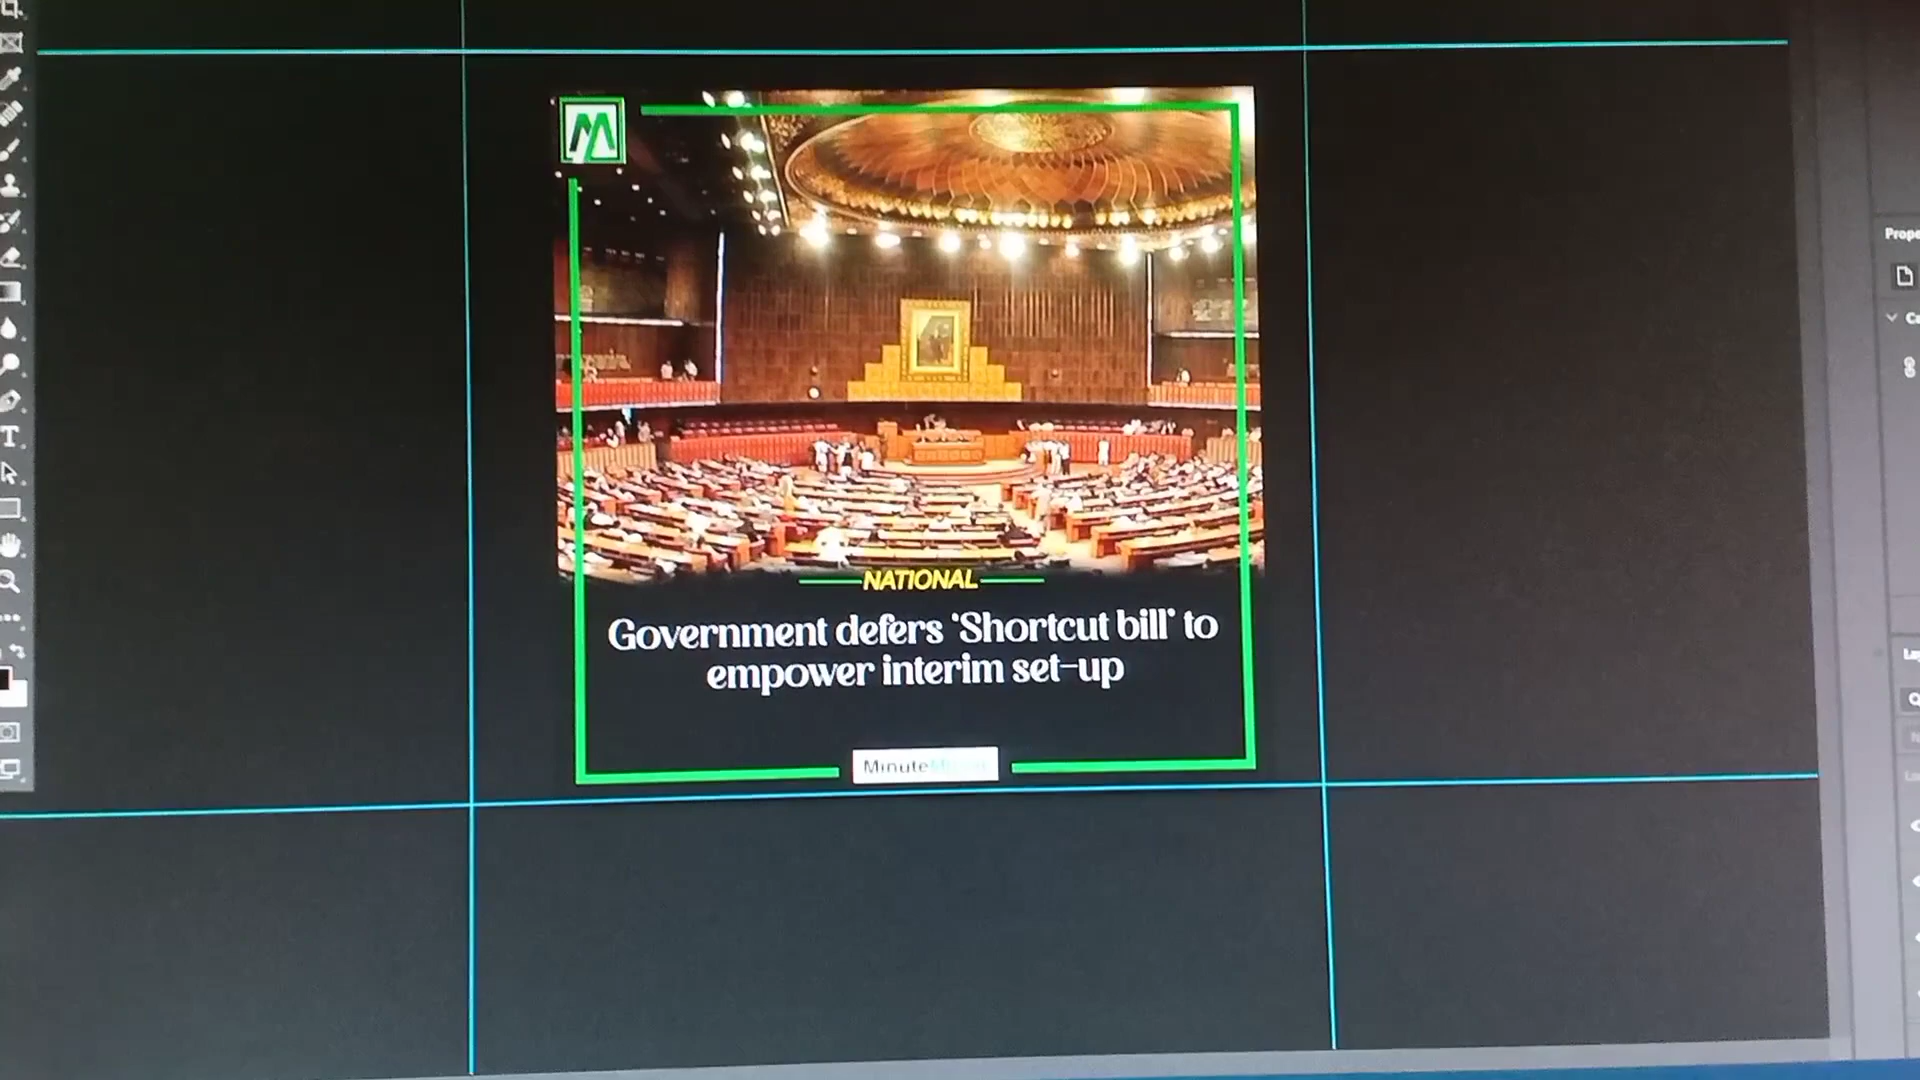 NATIONAL
Government defers ‘Shortcut bill’ to
empower interim set-up
Minute
T